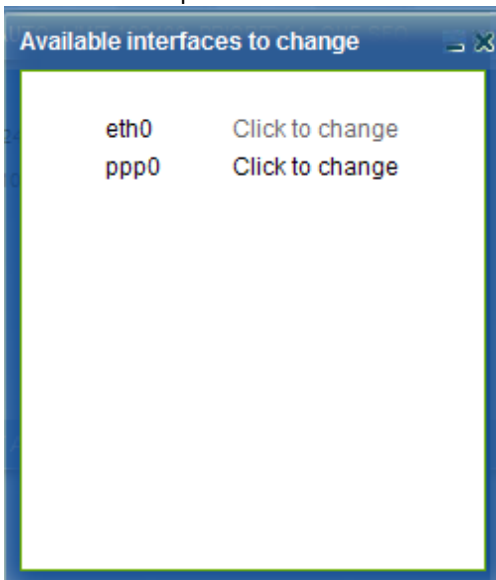 Available interfaces to change
eth0 Click to change
ppp0 Click to change